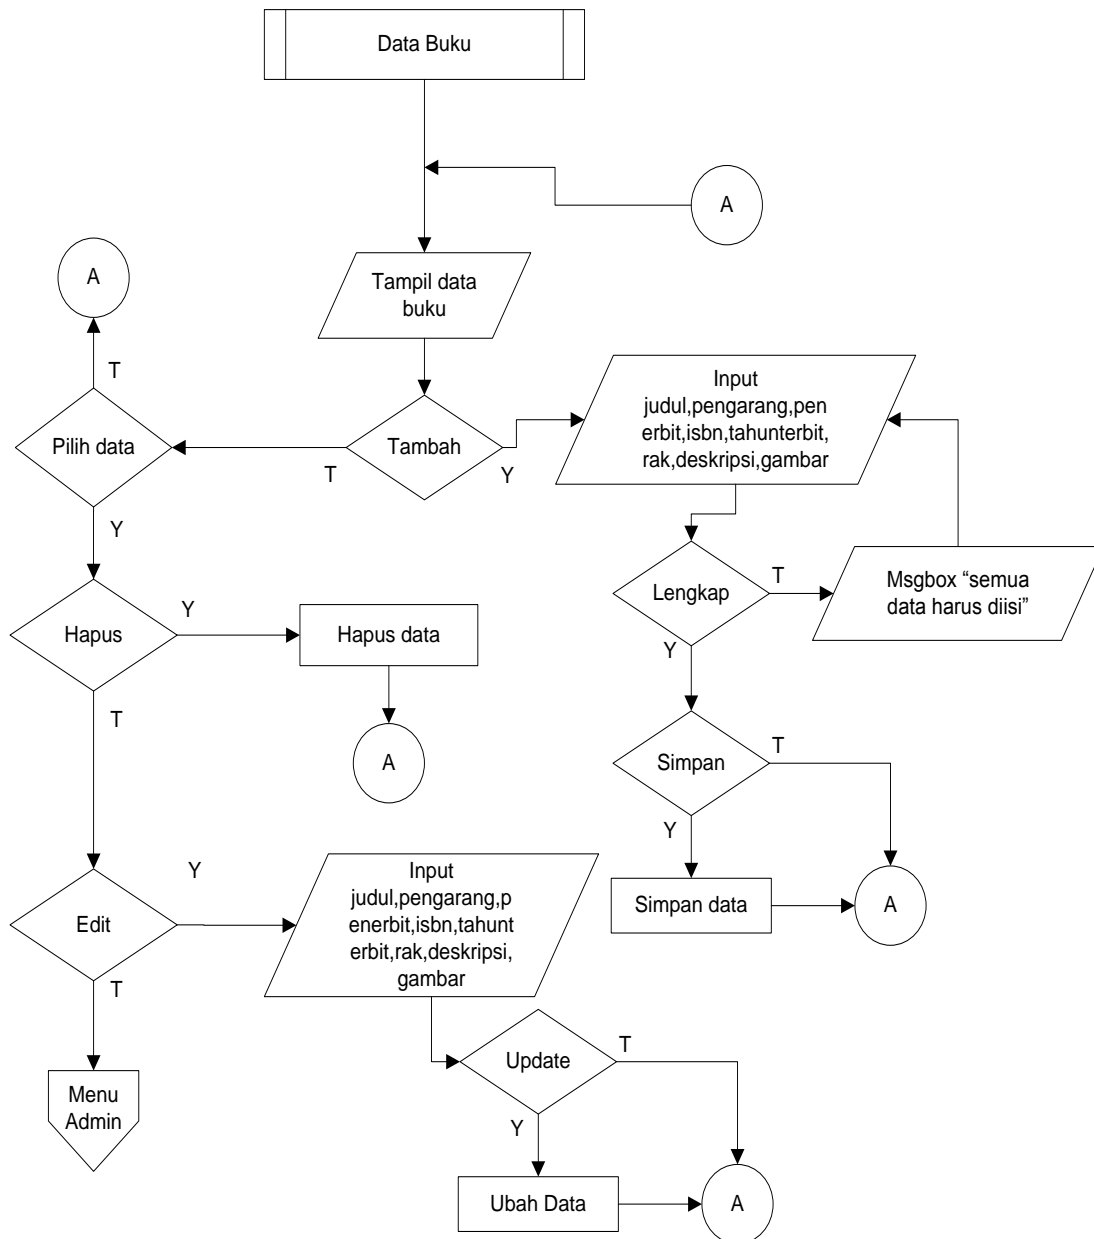 Data Buku
A
A
Tampil data
buku
T
Pilih data
T
Tambah
Y
Input
judul,pengarang,pen
erbit,isbn,tahunterbit,
rak,deskripsi,gambar
Y
Lengkap
T
Msgbox “semua
data harus diisi”
Hapus
Y
Hapus data
Y
T
A
Simpan
T
Y
Y
Input
judul,pengarang,p
enerbit,isbn,tahunt
erbit,rak,deskripsi,
gambar
Simpan data
A
Edit
T
Update
T
Menu
Admin
Y
Ubah Data
A